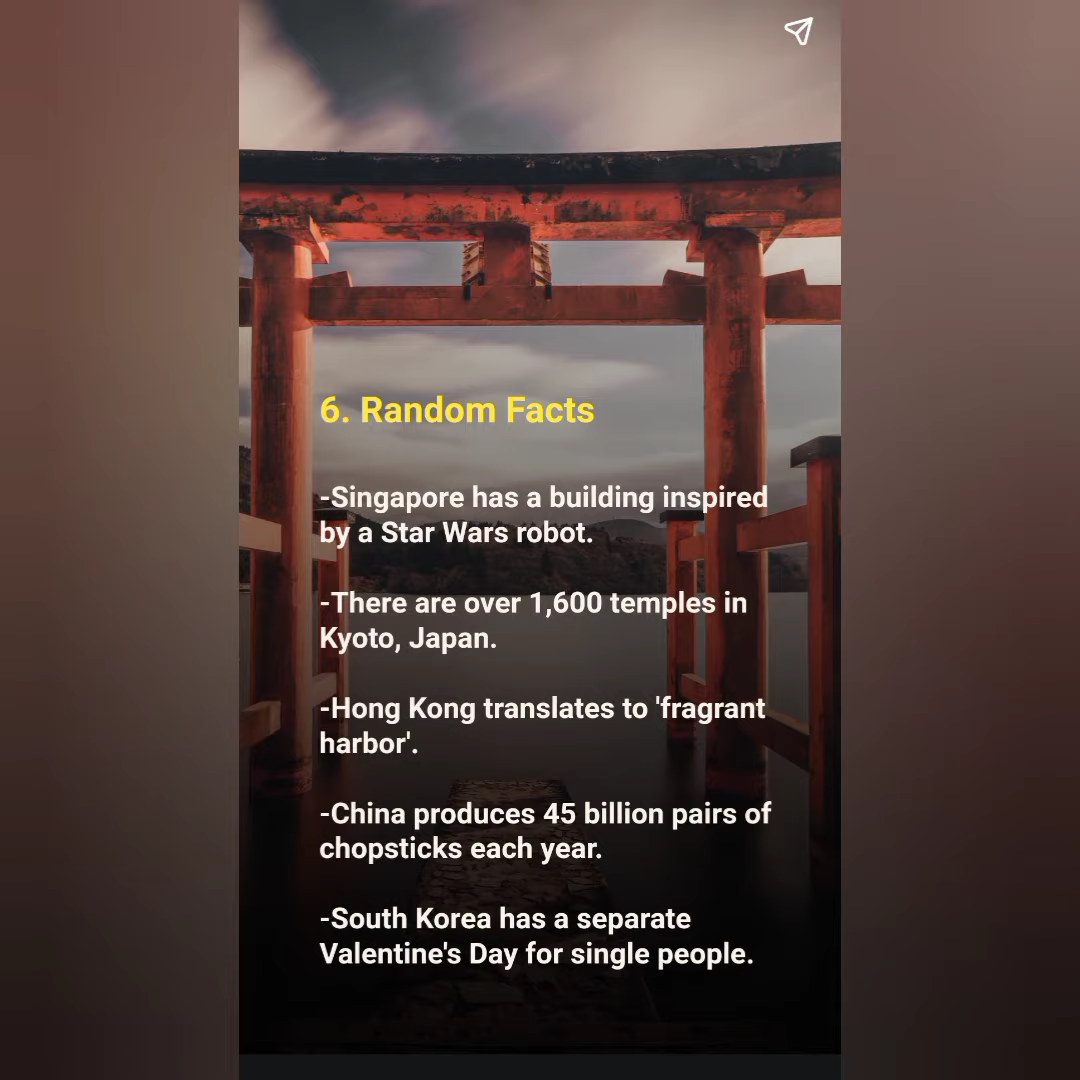 6. Random Facts
-Singapore has a building inspired
by a Star Wars robot.
-There are over 1,600 temples in
Kyoto, Japan.
-Hong Kong translates to 'fragrant
harbor'.
-China produces 45 billion pairs of
chopsticks each year.
-South Korea has a separate
Valentine's Day for single people.